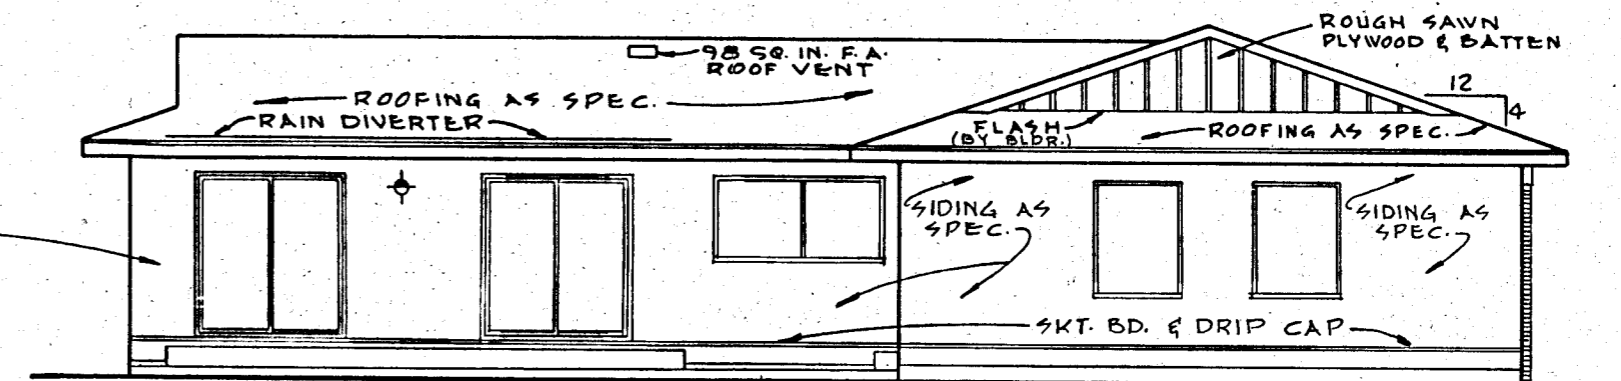 ROUGH SAWN
PLYWOOD & BATTEN
98 SQ. IN. F.A.
ROOF VENT
12
4
ROOFING AS SPEC.
RAIN DIVERTER
FLASH
(BY BLDR.)
ROOFING AS SPEC.
SIDING AS
SPEC.
SIDING AS
SPEC.
SKT. BD. & DRIP CAP